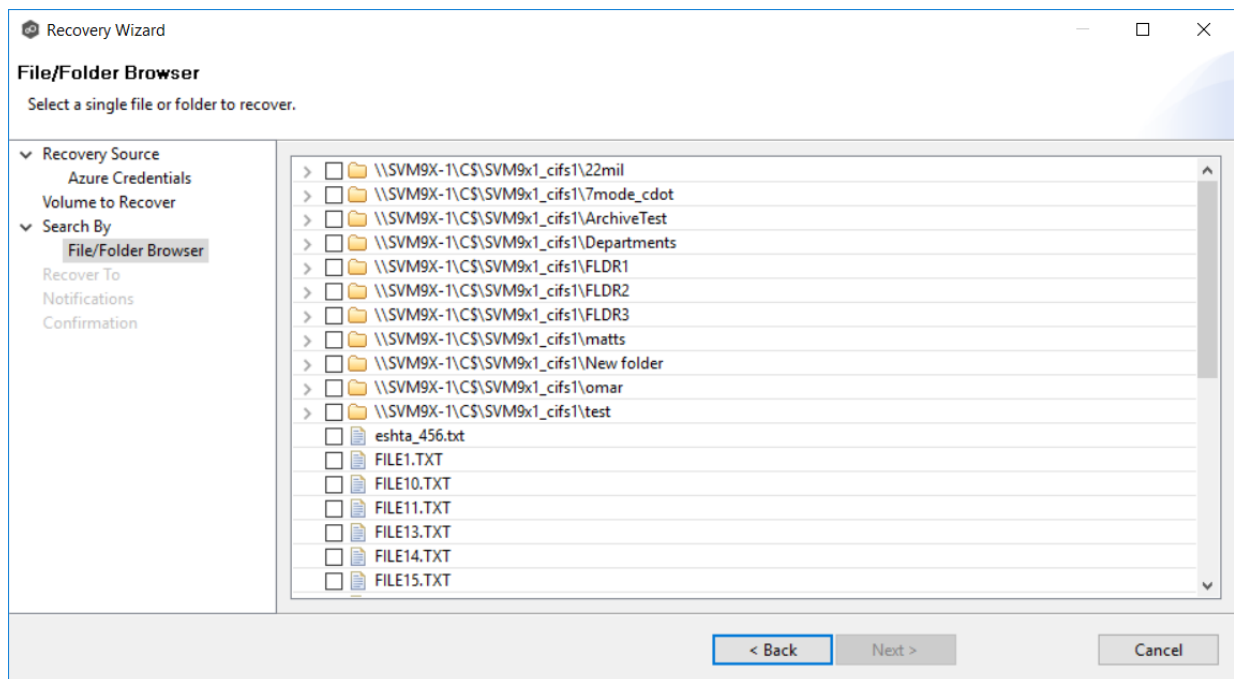 Recovery Wizard
File/Folder Browser
Select a single file or folder to recover.
Recovery Source
Azure Credentials
Volume to Recover
Search By
File/Folder Browser
Recover To
Notifications
Confirmation
\\SVM9X-1\C$\SVM9x1_cifs1\22mil
\\SVM9X-1\C$\SVM9x1_cifs1\7mode_cdot
\\SVM9X-1\C$\SVM9x1_cifs1\ArchiveTest
\\SVM9X-1\C$\SVM9x1_cifs1\Departments
\\SVM9X-1\C$\SVM9x1_cifs1\FLDR1
\\SVM9X-1\C$\SVM9x1_cifs1\FLDR2
\\SVM9X-1\C$\SVM9x1_cifs1\FLDR3
\\SVM9X-1\C$\SVM9x1_cifs1\matts
\\SVM9X-1\C$\SVM9x1_cifs1\New folder
\\SVM9X-1\C$\SVM9x1_cifs1\omar
\\SVM9X-1\C$\SVM9x1_cifs1\test
eshta_456.txt
FILE1.TXT
FILE10.TXT
FILE11.TXT
FILE13.TXT
FILE14.TXT
FILE15.TXT
< Back
Next >
Cancel